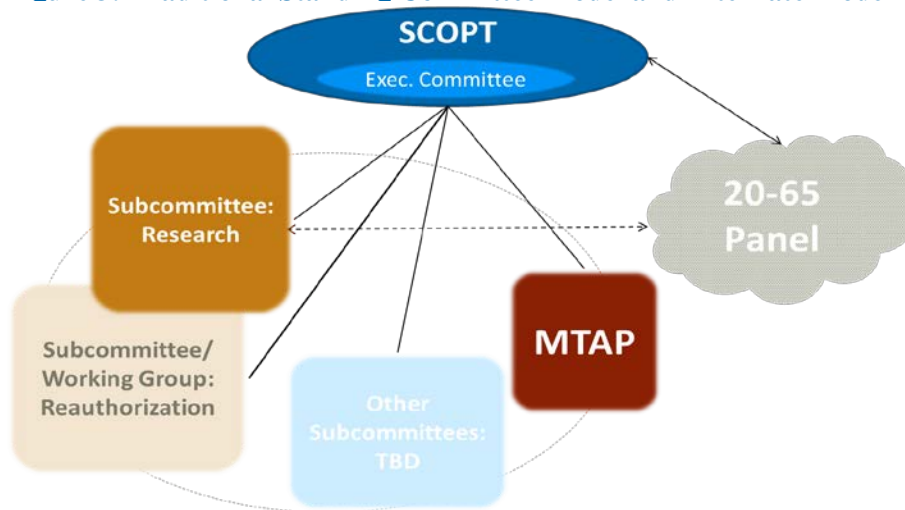 SCOPT
Exec. Committee
Subcommittee:
Research
20-65
Panel
Subcommittee/
Working Group:
Reauthorization
MTAP
Other
Subcommittees:
TBD